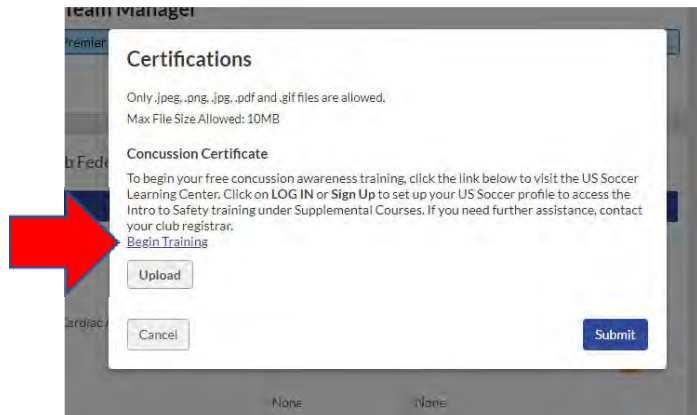 Team Manager
Premier
Certifications
Only .jpeg, .png, .jpg, .pdf and .gif files are allowed.
Max File Size Allowed: 10MB
Concussion Certificate
To begin your free concussion awareness training, click the link below to visit the US Soccer
Learning Center. Click on LOG IN or Sign Up to set up your US Soccer profile to access the
Intro to Safety training under Supplemental Courses. If you need further assistance, contact
your club registrar.
Begin Training
Upload
Cancel
Submit
b Fede
Cardiac A
None None